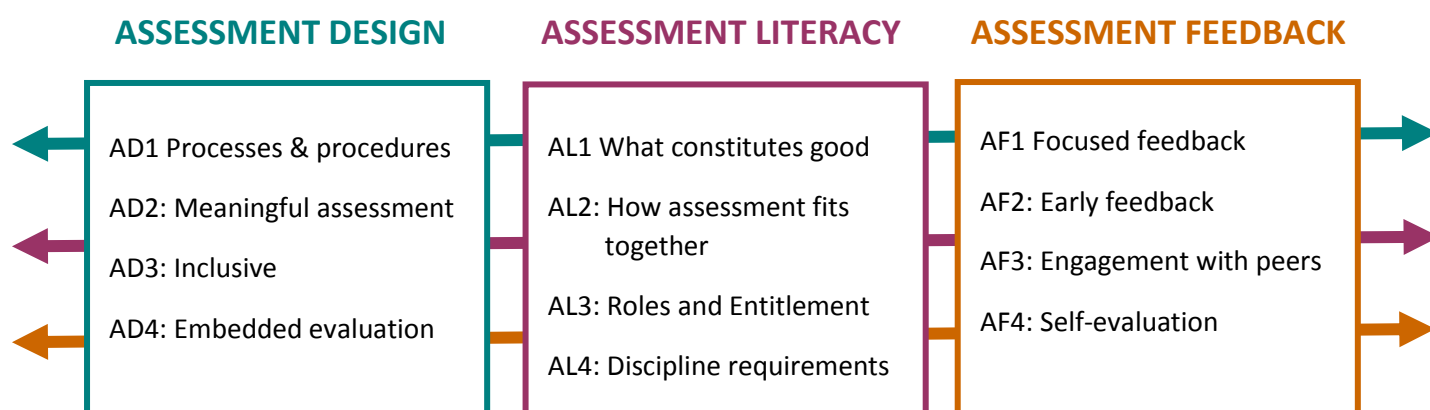 ASSESSMENT DESIGN
AD1 Processes & procedures
AD2: Meaningful assessment
AD3: Inclusive
AD4: Embedded evaluation
ASSESSMENT LITERACY
AL1 What constitutes good
AL2: How assessment fits
together
AL3: Roles and Entitlement
AL4: Discipline requirements
ASSESSMENT FEEDBACK
AF1 Focused feedback
AF2: Early feedback
AF3: Engagement with peers
AF4: Self-evaluation